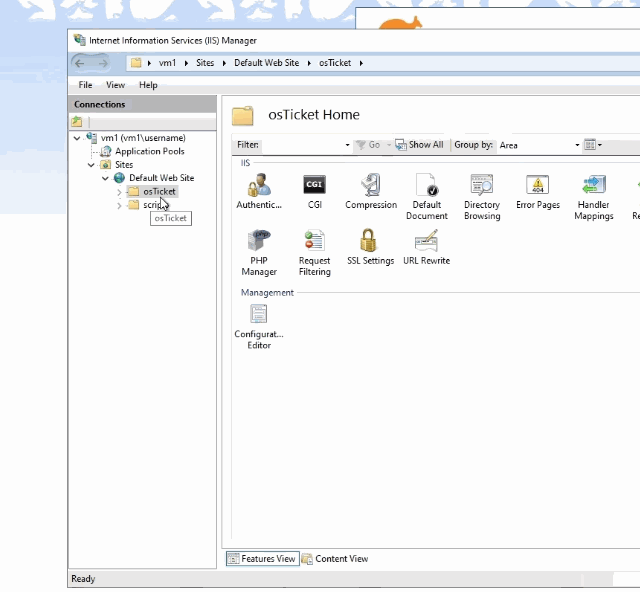 Internet Information Services (IIS) Manager
vm1 Sites Default Web Site osTicket
File View Help
Connections
vm1 (vm1\username)
Application Pools
Sites
Default Web Site
osTicket
osTicket
osTicket Home
Filter: Go Show All Group by: Area
IIS
Authentic... CGI Compression Default Document Directory Browsing Error Pages Handler Mappings
PHP Manager Request Filtering SSL Settings URL Rewrite
Management
Configurat... Editor
Features View Content View
Ready